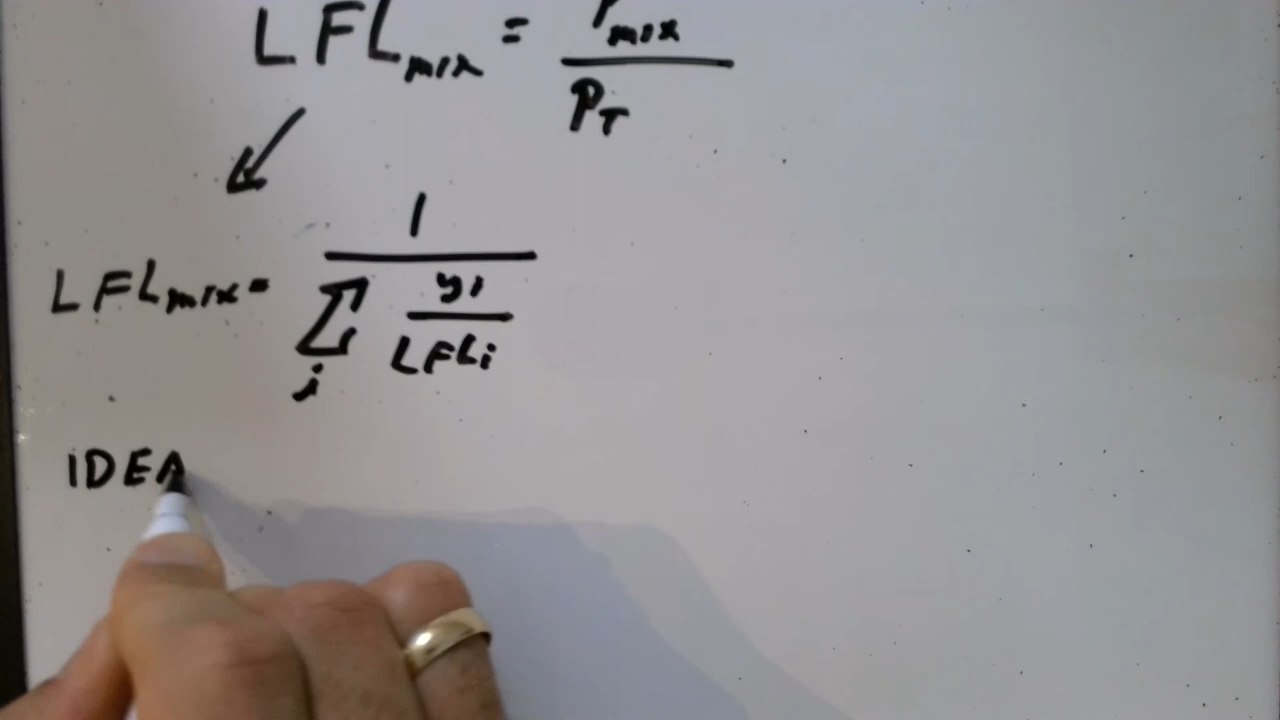 LFLmix = Pmix / PT
LFLmix = 1 / Σi yi / LFLi
IDEA